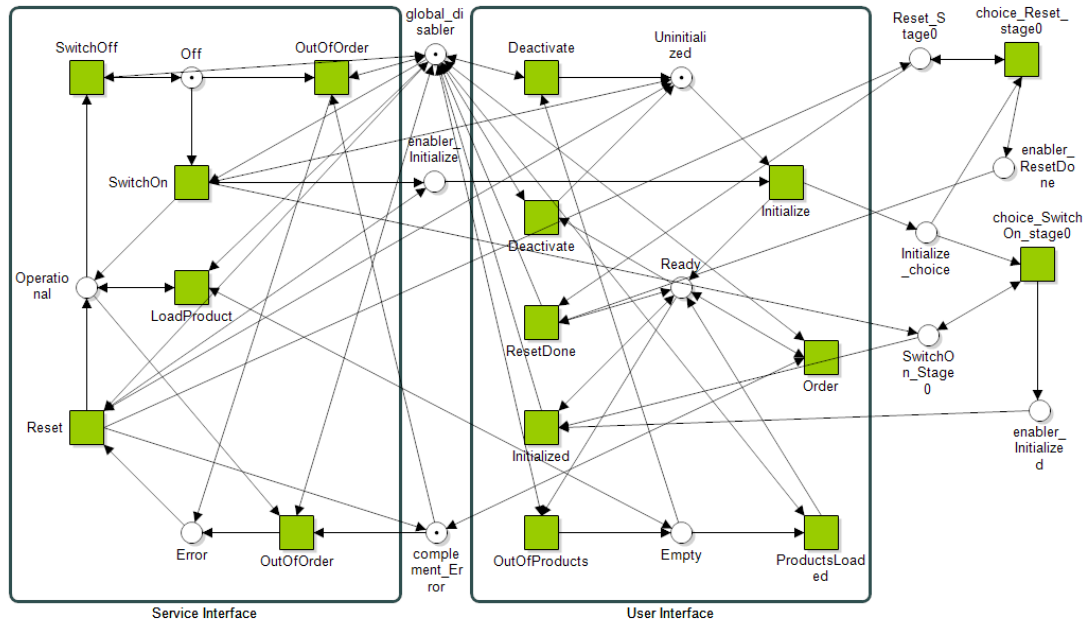 global_di
sabler
SwitchOff
Off
OutOfOrder
Deactivate
Uninitiali
zed
Reset_S
tage0
choice_Reset_
stage0
enabler_
Initialize
SwitchOn
Initialize
enabler_
ResetDo
ne
Deactivate
Initialize
_choice
choice_Switch
On_stage0
Operatio
nal
LoadProduct
Ready
ResetDone
Order
SwitchO
n_Stage
0
Reset
Initialized
enabler_
Initialize
d
Error
OutOfOrder
comple
ment_Er
ror
OutOfProducts
Empty
ProductsLoad
ed
Service Interface
User Interface